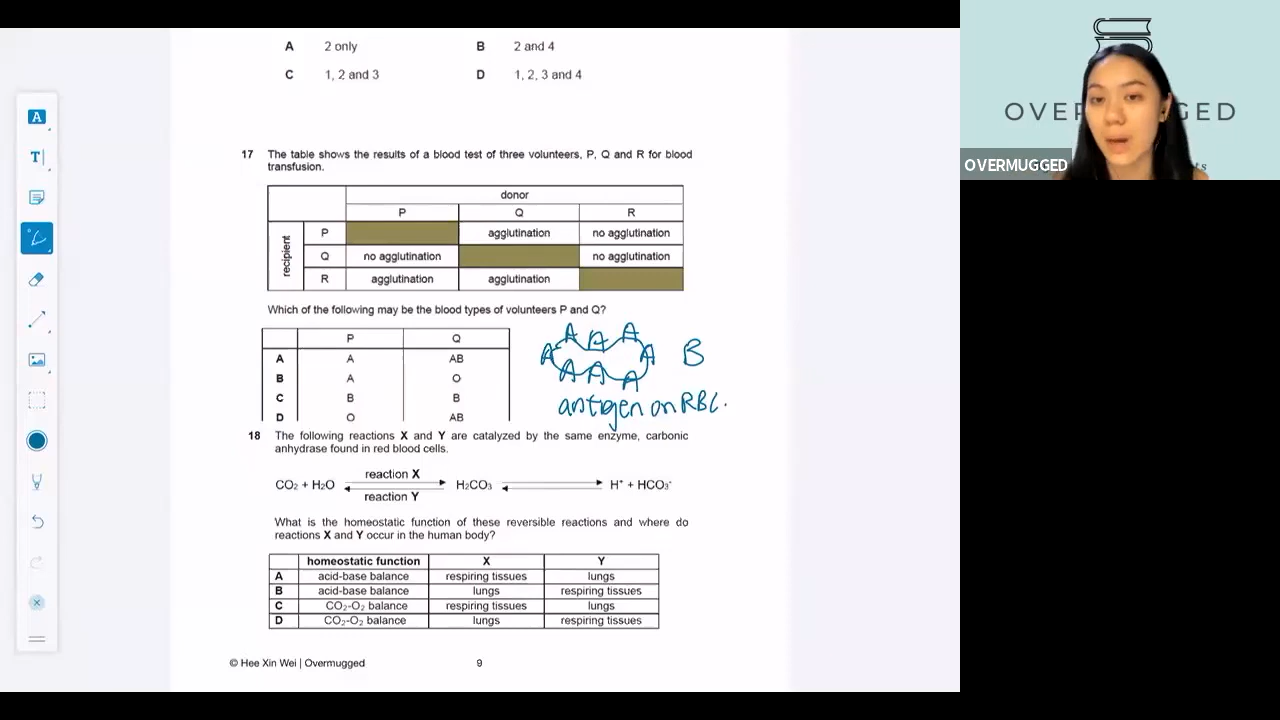 A 2 only B 2 and 4
C 1, 2 and 3 D 1, 2, 3 and 4
17 The table shows the results of a blood test of three volunteers, P, Q and R for blood
transfusion.
donor
P Q R
recipient
P agglutination no agglutination
Q no agglutination no agglutination
R agglutination agglutination
Which of the following may be the blood types of volunteers P and Q?
P Q
A A AB
B A O
C B B
D O AB
A A A
A A B
A A A
antigen on RBC.
18 The following reactions X and Y are catalyzed by the same enzyme, carbonic
anhydrase found in red blood cells.
reaction X
CO₂ + H₂O H₂CO₃ H⁺ + HCO₃⁻
reaction Y
What is the homeostatic function of these reversible reactions and where do
reactions X and Y occur in the human body?
homeostatic function X Y
A acid-base balance respiring tissues lungs
B acid-base balance lungs respiring tissues
C CO₂-O₂ balance respiring tissues lungs
D CO₂-O₂ balance lungs respiring tissues
© Hee Xin Wei | Overmugged 9
A
T
OVERMUGGED